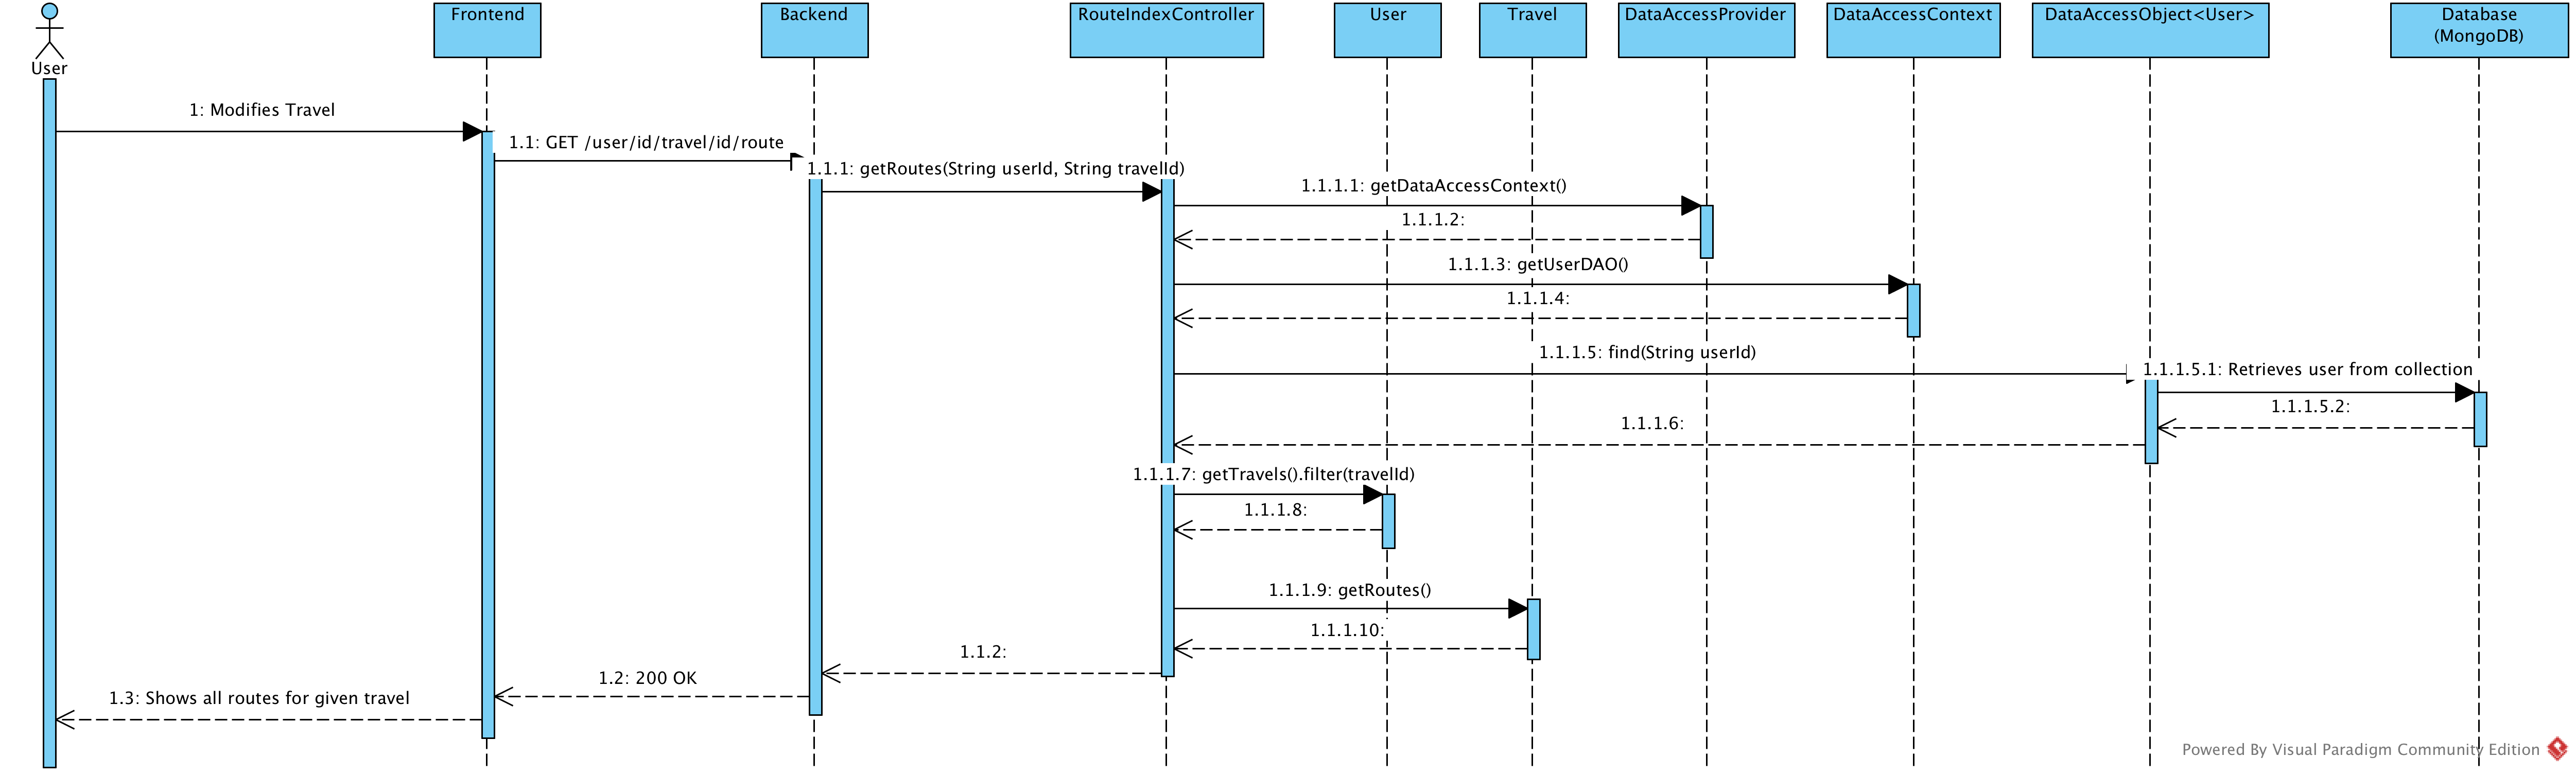 User
Frontend
Backend
RouteIndexController
User
Travel
DataAccessProvider
DataAccessContext
DataAccessObject<User>
Database
(MongoDB)
1: Modifies Travel
1.1: GET /user/id/travel/id/route
1.1.1: getRoutes(String userId, String travelId)
1.1.1.1: getDataAccessContext()
1.1.1.2:
1.1.1.3: getUserDAO()
1.1.1.4:
1.1.1.5: find(String userId)
1.1.1.5.1: Retrieves user from collection
1.1.1.5.2:
1.1.1.6:
1.1.1.7: getTravels().filter(travelId)
1.1.1.8:
1.1.1.9: getRoutes()
1.1.1.10:
1.1.2:
1.2: 200 OK
1.3: Shows all routes for given travel
Powered By Visual Paradigm Community Edition